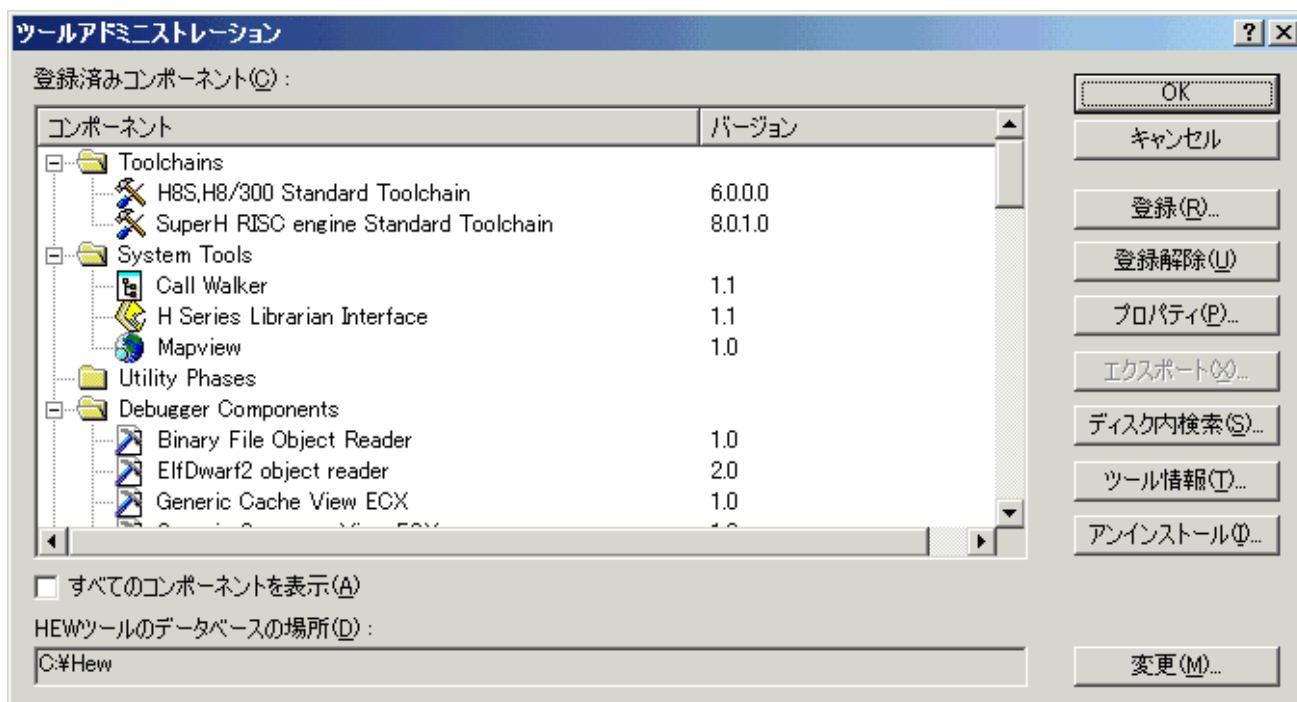 ツールアドミニストレーション
登録済みコンポーネント(C):
コンポーネント バージョン
Toolchains
H8S,H8/300 Standard Toolchain 6.0.0.0
SuperH RISC engine Standard Toolchain 8.0.1.0
System Tools
Call Walker 1.1
H Series Librarian Interface 1.1
Mapview 1.0
Utility Phases
Debugger Components
Binary File Object Reader 1.0
ElfDwarf2 object reader 2.0
Generic Cache View ECX 1.0
すべてのコンポーネントを表示(A)
HEWツールのデータベースの場所(D):
C:¥Hew
OK
キャンセル
登録(R)...
登録解除(U)
プロパティ(P)...
エクスポート(X)...
ディスク内検索(S)...
ツール情報(T)...
アンインストール(I)...
変更(M)...